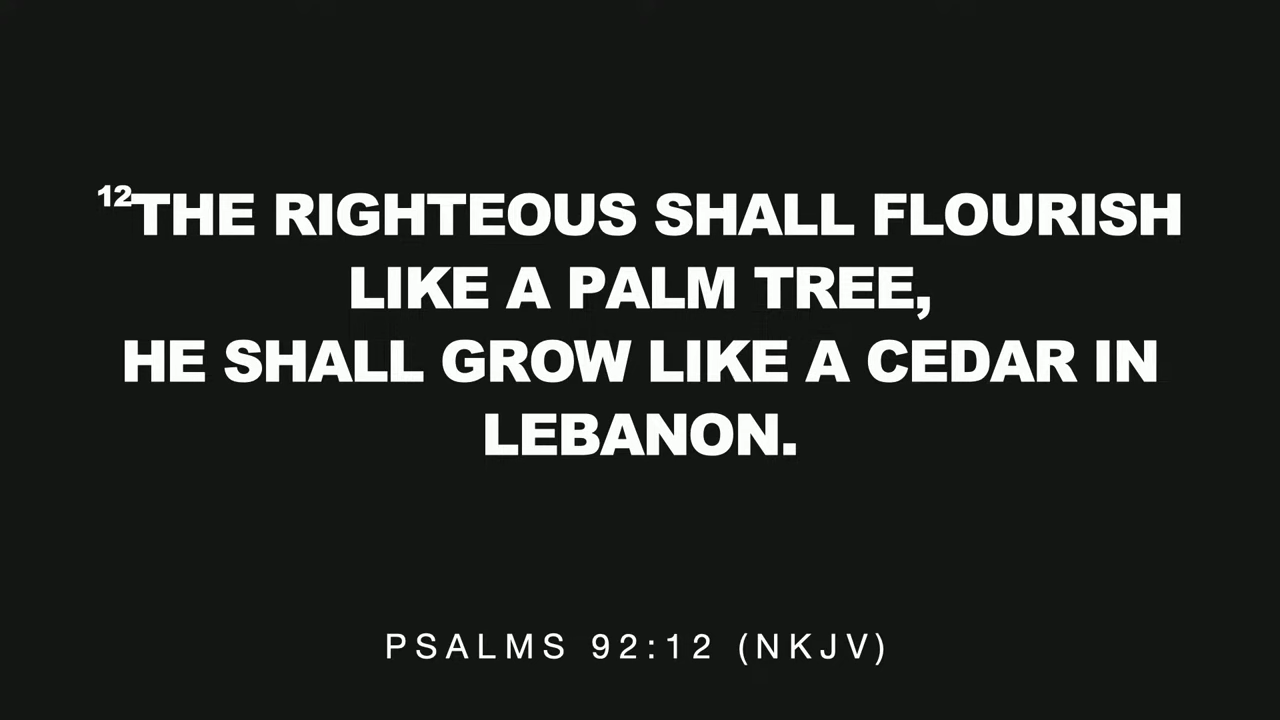 ¹²THE RIGHTEOUS SHALL FLOURISH
LIKE A PALM TREE,
HE SHALL GROW LIKE A CEDAR IN
LEBANON.
PSALMS 92:12 (NKJV)